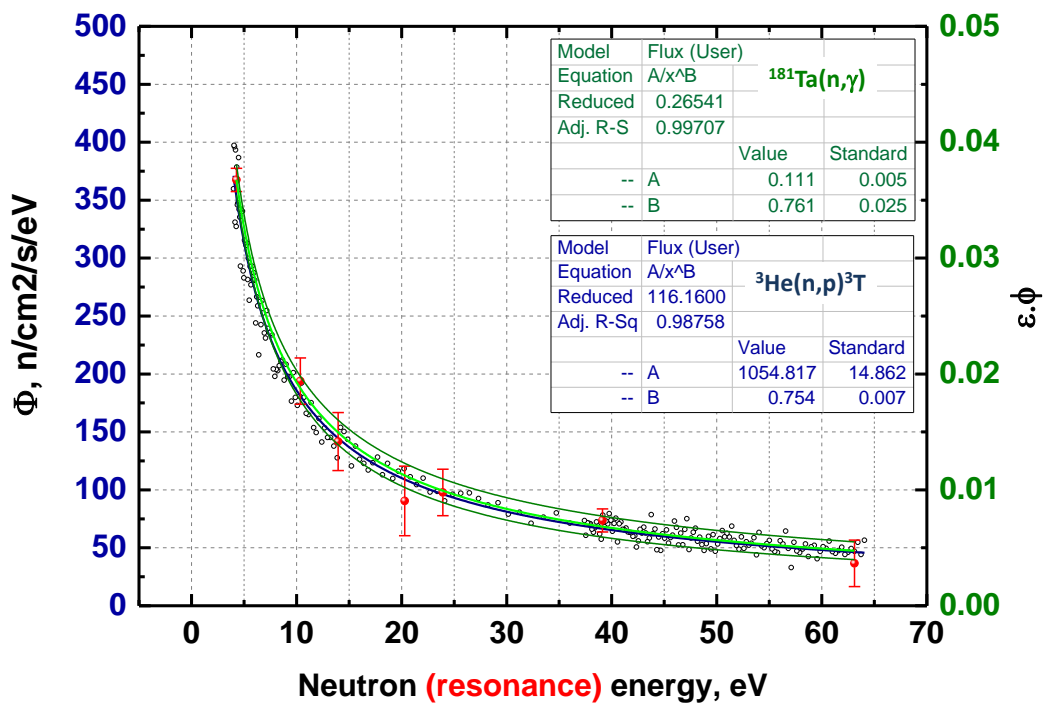 500
450
400
350
300
250
200
150
100
50
0
Φ, n/cm2/s/eV
0.05
0.04
0.03
0.02
0.01
0.00
ε.φ
0 10 20 30 40 50 60 70
Neutron (resonance) energy, eV
Model Flux (User)
Equation A/x^B
Reduced 0.26541
Adj. R-S 0.99707
¹⁸¹Ta(n,γ)
Value Standard
-- A 0.111 0.005
-- B 0.761 0.025
Model Flux (User)
Equation A/x^B
Reduced 116.1600
Adj. R-Sq 0.98758
³He(n,p)³T
Value Standard
-- A 1054.817 14.862
-- B 0.754 0.007